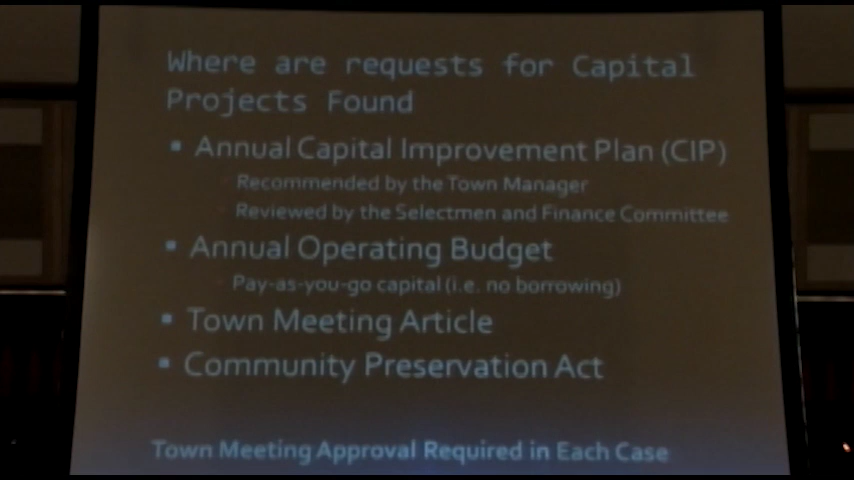 Where are requests for Capital
Projects Found
Annual Capital Improvement Plan (CIP)
Recommended by the Town Manager
Reviewed by the Selectmen and Finance Committee
Annual Operating Budget
Pay-as-you-go capital (i.e. no borrowing)
Town Meeting Article
Community Preservation Act
Town Meeting Approval Required in Each Case